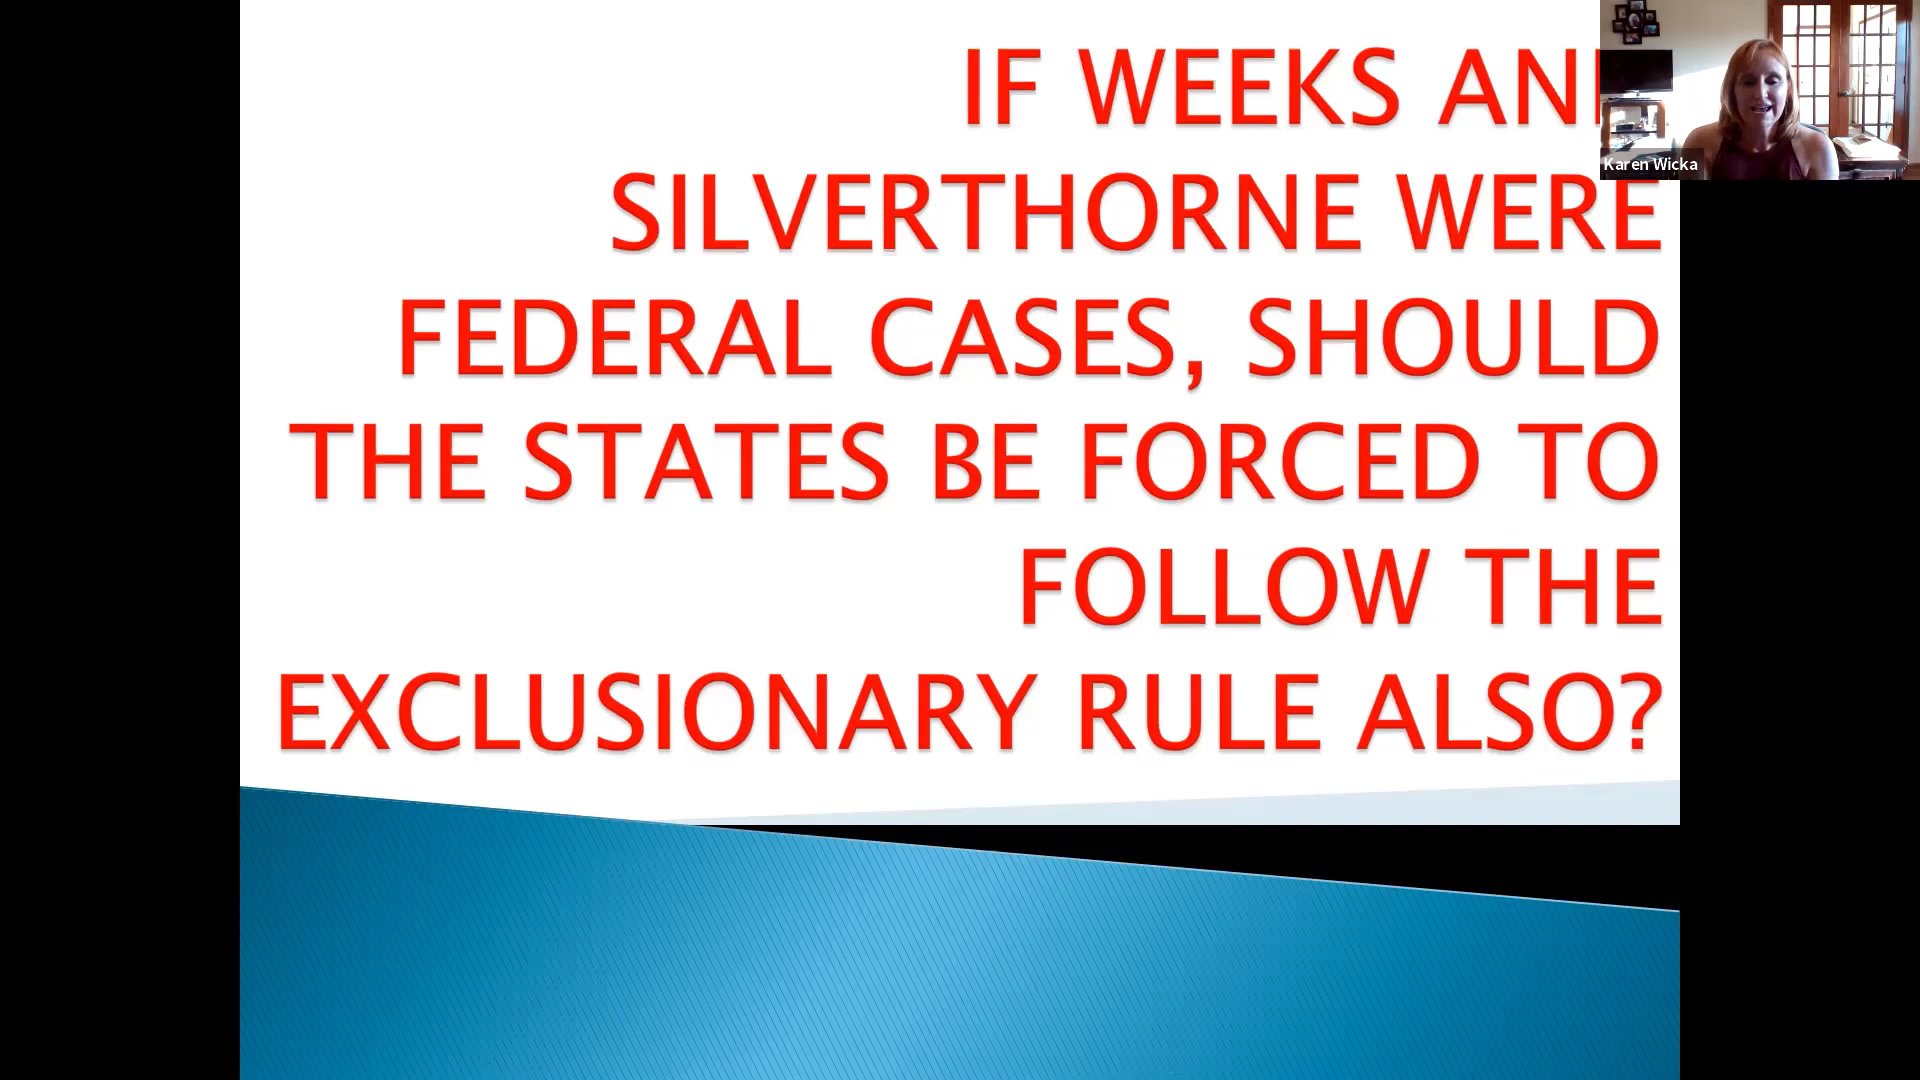 IF WEEKS AN
SILVERTHORNE WERE
FEDERAL CASES, SHOULD
THE STATES BE FORCED TO
FOLLOW THE
EXCLUSIONARY RULE ALSO?
Karen Wicka